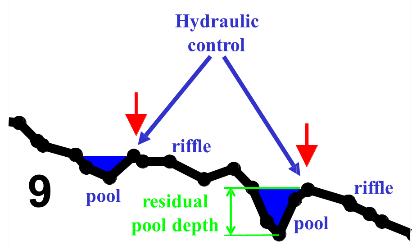 Hydraulic
control
riffle
pool
9
residual
pool depth
pool
riffle